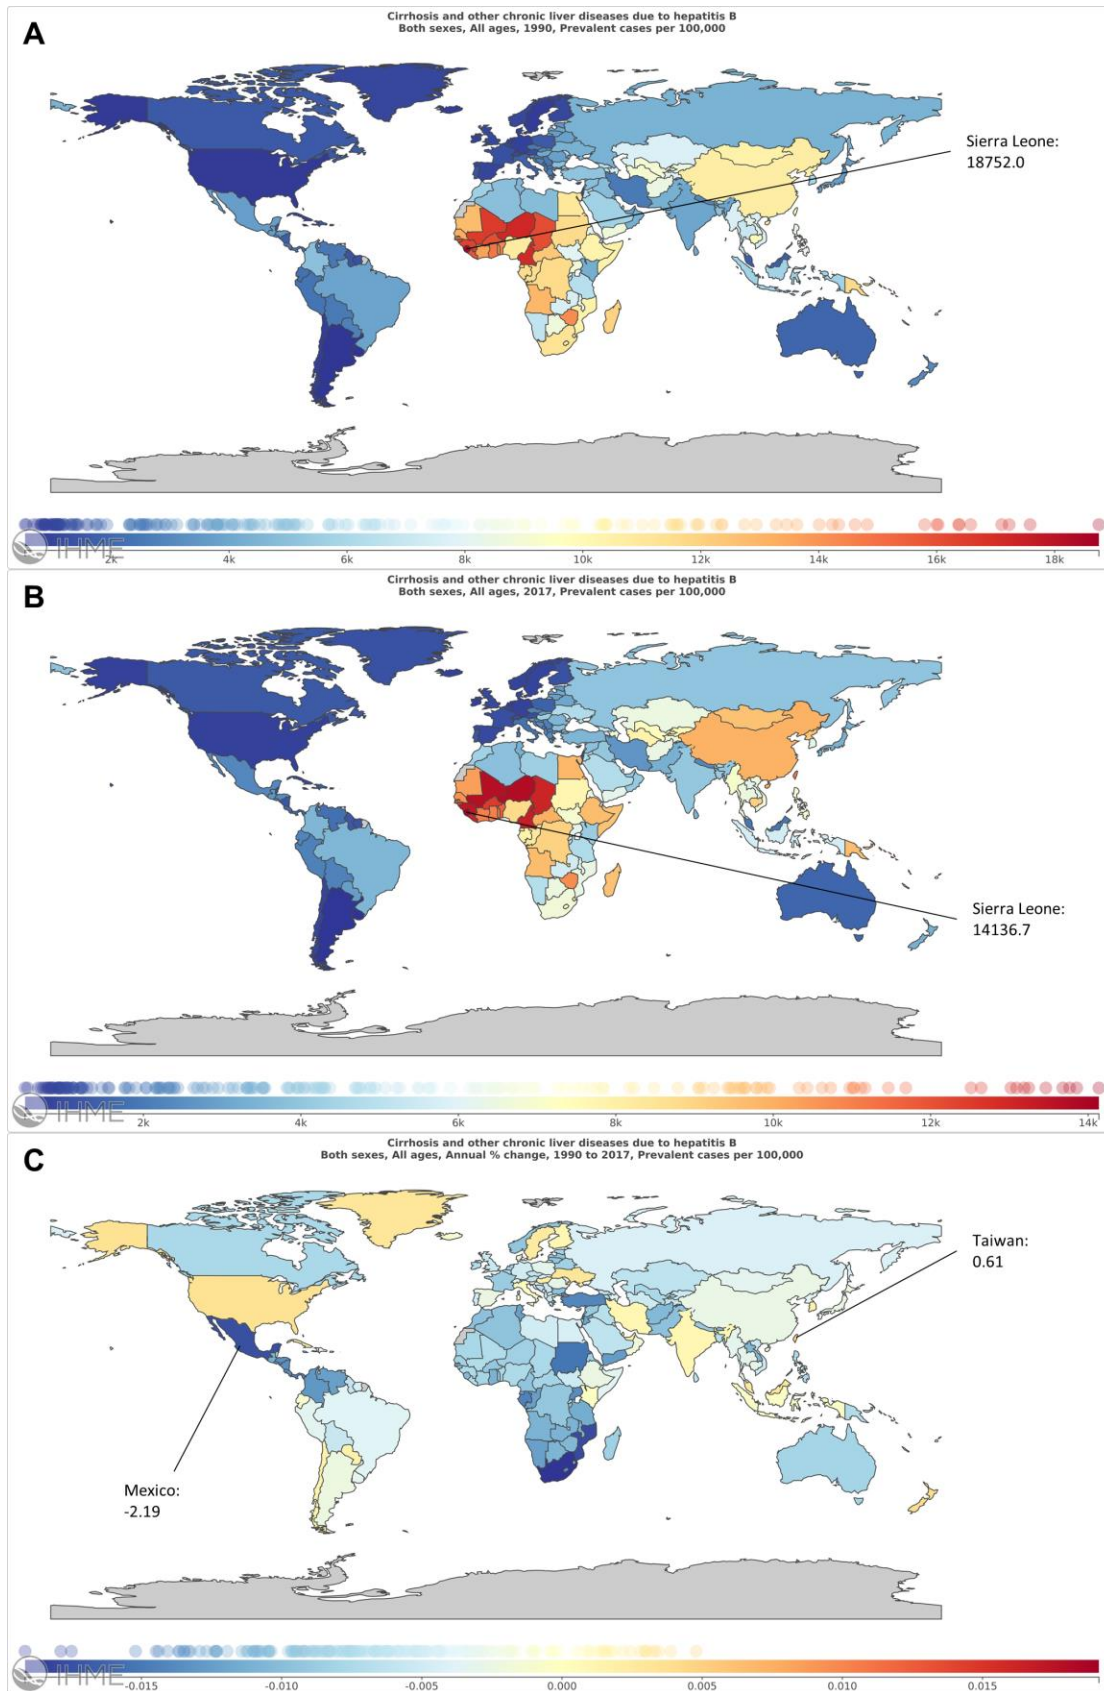 A
Cirrhosis and other chronic liver diseases due to hepatitis B
Both sexes, All ages, 1990, Prevalent cases per 100,000
Sierra Leone:
18752.0
IHME
2k 4k 6k 8k 10k 12k 14k 16k 18k
B
Cirrhosis and other chronic liver diseases due to hepatitis B
Both sexes, All ages, 2017, Prevalent cases per 100,000
Sierra Leone:
14136.7
IHME
2k 4k 6k 8k 10k 12k 14k
C
Cirrhosis and other chronic liver diseases due to hepatitis B
Both sexes, All ages, Annual % change, 1990 to 2017, Prevalent cases per 100,000
Taiwan:
0.61
Mexico:
-2.19
IHME
-0.015 -0.010 -0.005 0.000 0.005 0.010 0.015